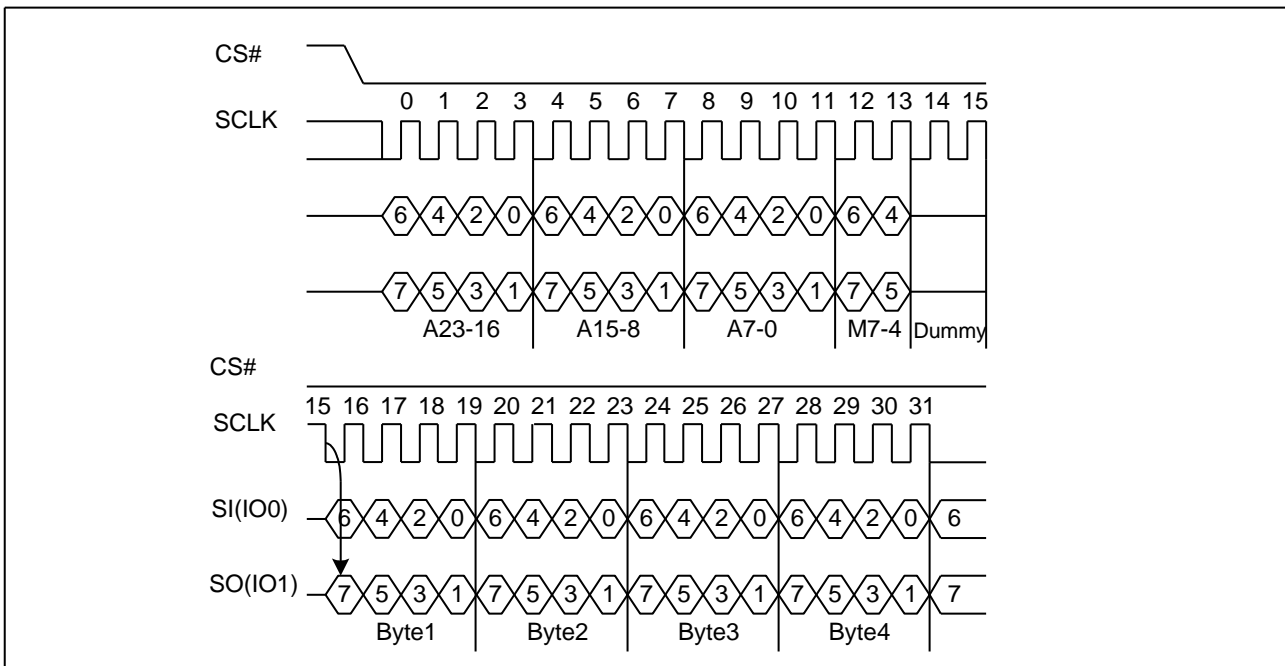 CS#
0 1 2 3 4 5 6 7 8 9 10 11 12 13 14 15
SCLK
6 4 2 0 6 4 2 0 6 4 2 0 6 4
7 5 3 1 7 5 3 1 7 5 3 1 7 5
A23-16 A15-8 A7-0 M7-4 Dummy
CS#
15 16 17 18 19 20 21 22 23 24 25 26 27 28 29 30 31
SCLK
SI(IO0) 6 4 2 0 6 4 2 0 6 4 2 0 6 4 2 0 6
SO(IO1) 7 5 3 1 7 5 3 1 7 5 3 1 7 5 3 1 7
Byte1 Byte2 Byte3 Byte4